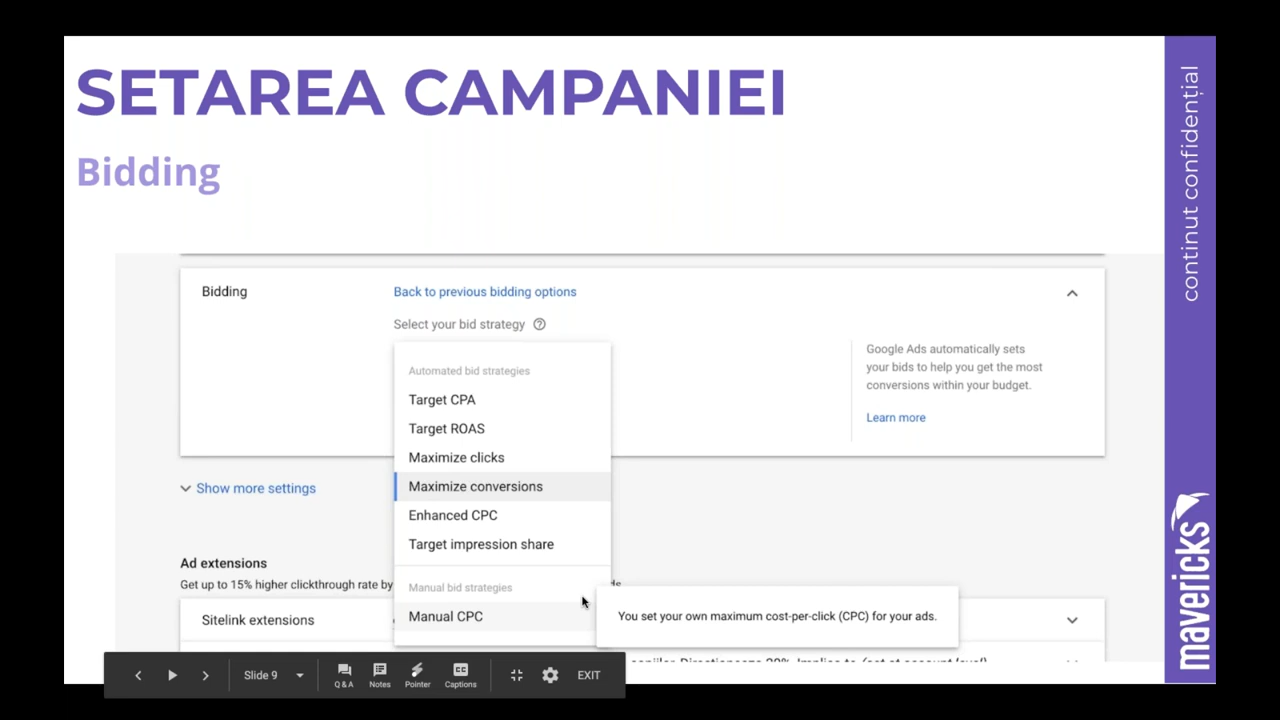 SETAREA CAMPANIEI
Bidding
continut confidențial
Bidding
Back to previous bidding options
Select your bid strategy
Automated bid strategies
Target CPA
Target ROAS
Maximize clicks
Maximize conversions
Enhanced CPC
Target impression share
Manual bid strategies
Manual CPC
Google Ads automatically sets
your bids to help you get the most
conversions within your budget.
Learn more
Show more settings
Ad extensions
Get up to 15% higher clickthrough rate by
You set your own maximum cost-per-click (CPC) for your ads.
Sitelink extensions
Slide 9
Q & A
Notes
Pointer
Captions
EXIT
mavericks